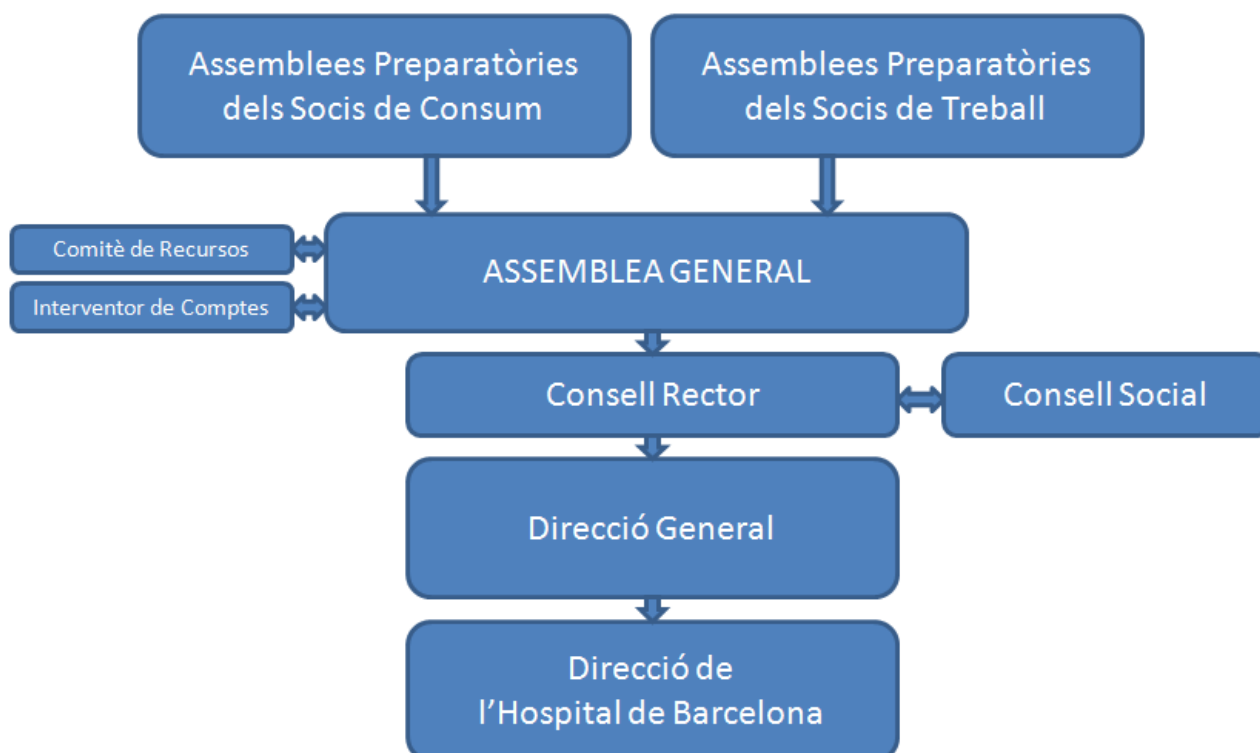 Assemblees Preparatòries
dels Socis de Consum
Assemblees Preparatòries
dels Socis de Treball
Comitè de Recursos
Interventor de Comptes
ASSEMBLEA GENERAL
Consell Rector
Consell Social
Direcció General
Direcció de
l’Hospital de Barcelona